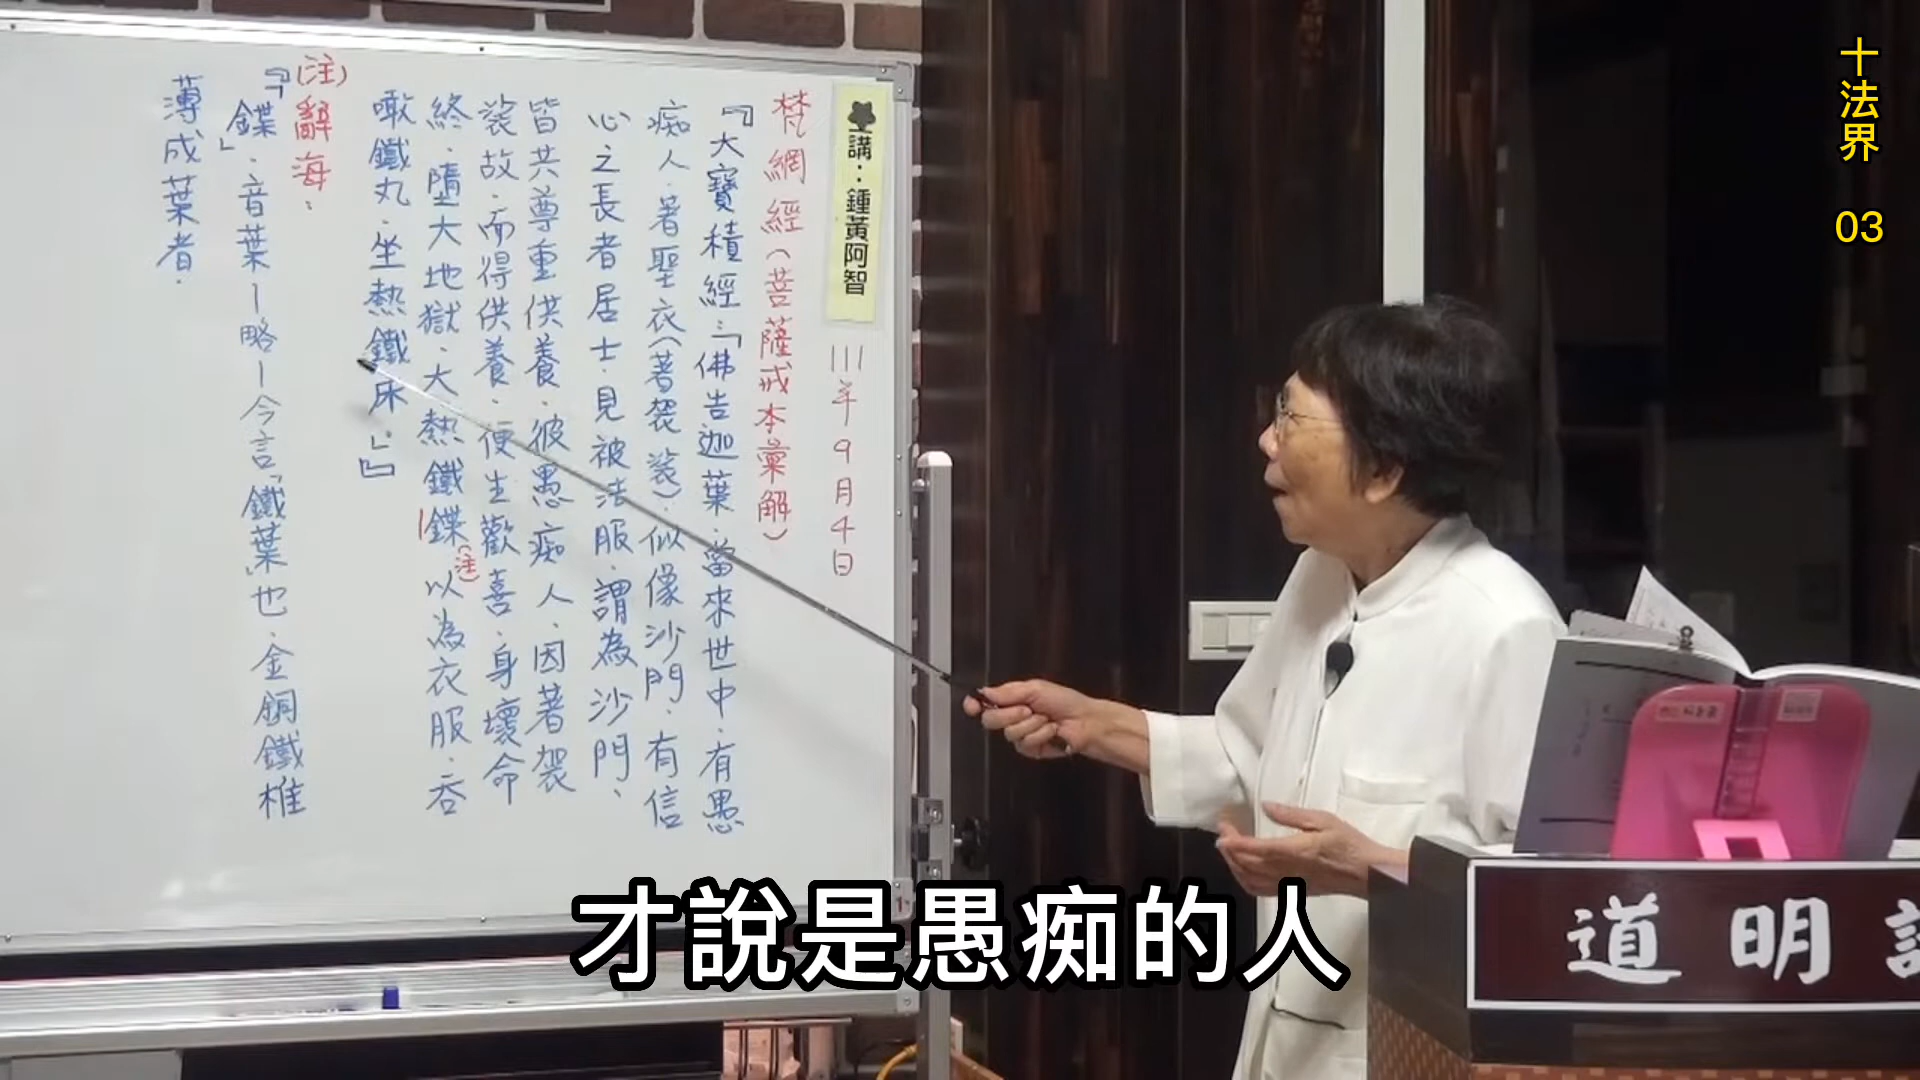 十法界 03
主講：鍾黃阿智
111年9月4日
梵網經（菩薩戒本彙解）
『大寶積經：「佛告迦葉．當來世中．有愚
痴人．著聖衣（著袈裟）．似像沙門．有信
心之長者居士．見被法服．謂為沙門、
皆共尊重供養．彼愚痴人．因著袈
裟故．而得供養．便生歡喜．身壞命
終．墮大地獄．大熱鐵鍱（注）以為衣服．吞
噉鐵丸．坐熱鐵床．」』
（注）辭海：
『「鍱」．音葉—略—今言「鐵葉」也．金銅鐵椎
薄成葉者．
道明
才說是愚痴的人